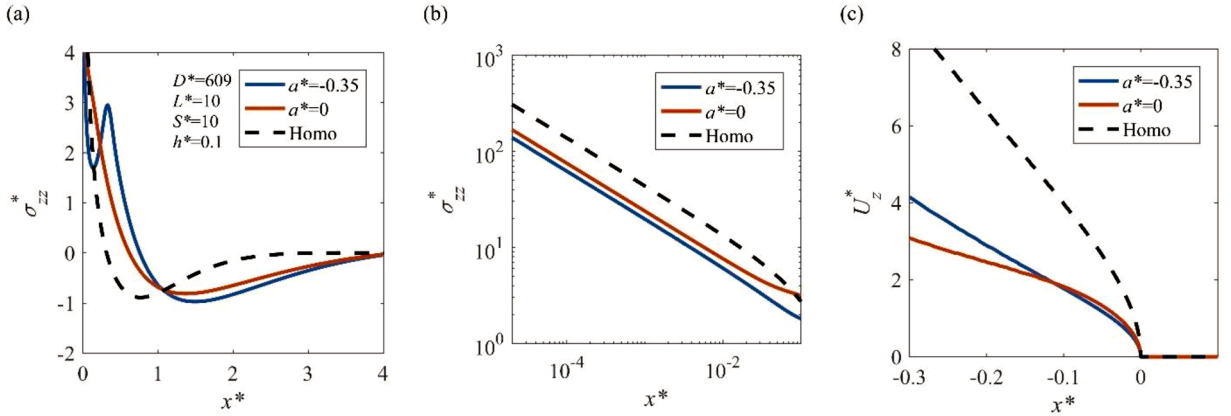 (a)
4
3
2
1
0
-1
-2
σ*zz
D*=609
L*=10
S*=10
h*=0.1
a*=-0.35
a*=0
Homo
0 1 2 3 4
x*
(b)
10³
10²
10¹
10⁰
σ*zz
a*=-0.35
a*=0
Homo
10⁻⁴ 10⁻²
x*
(c)
8
6
4
2
0
U*z
a*=-0.35
a*=0
Homo
-0.3 -0.2 -0.1 0
x*